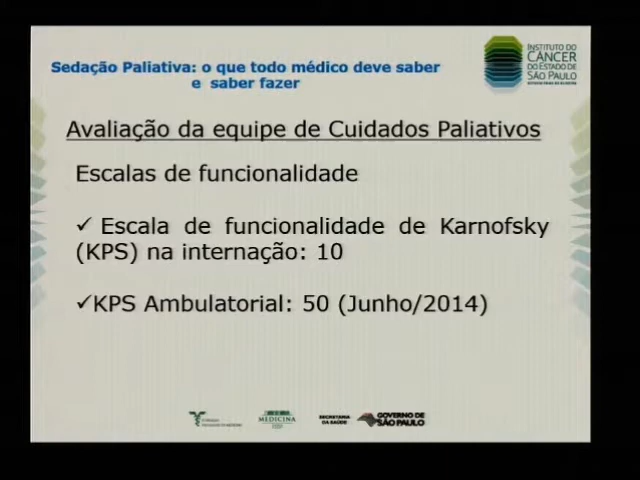 Sedação Paliativa: o que todo médico deve saber
e saber fazer
INSTITUTO DO
CÂNCER
DO ESTADO DE
SÃO PAULO
Avaliação da equipe de Cuidados Paliativos
Escalas de funcionalidade
✓ Escala de funcionalidade de Karnofsky
(KPS) na internação: 10
✓KPS Ambulatorial: 50 (Junho/2014)
MEDICINA
SECRETARIA
DA SAÚDE
GOVERNO DE
SÃO PAULO